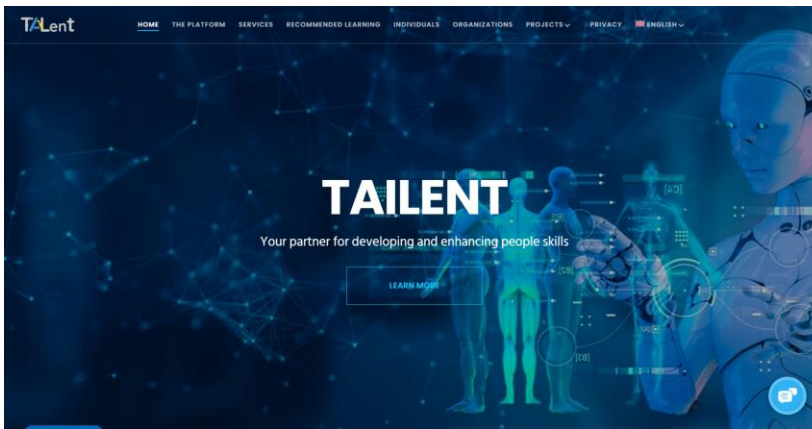 TAILent
HOME THE PLATFORM SERVICES RECOMMENDED LEARNING INDIVIDUALS ORGANIZATIONS PROJECTS PRIVACY ENGLISH
TAILENT
Your partner for developing and enhancing people skills
LEARN MORE